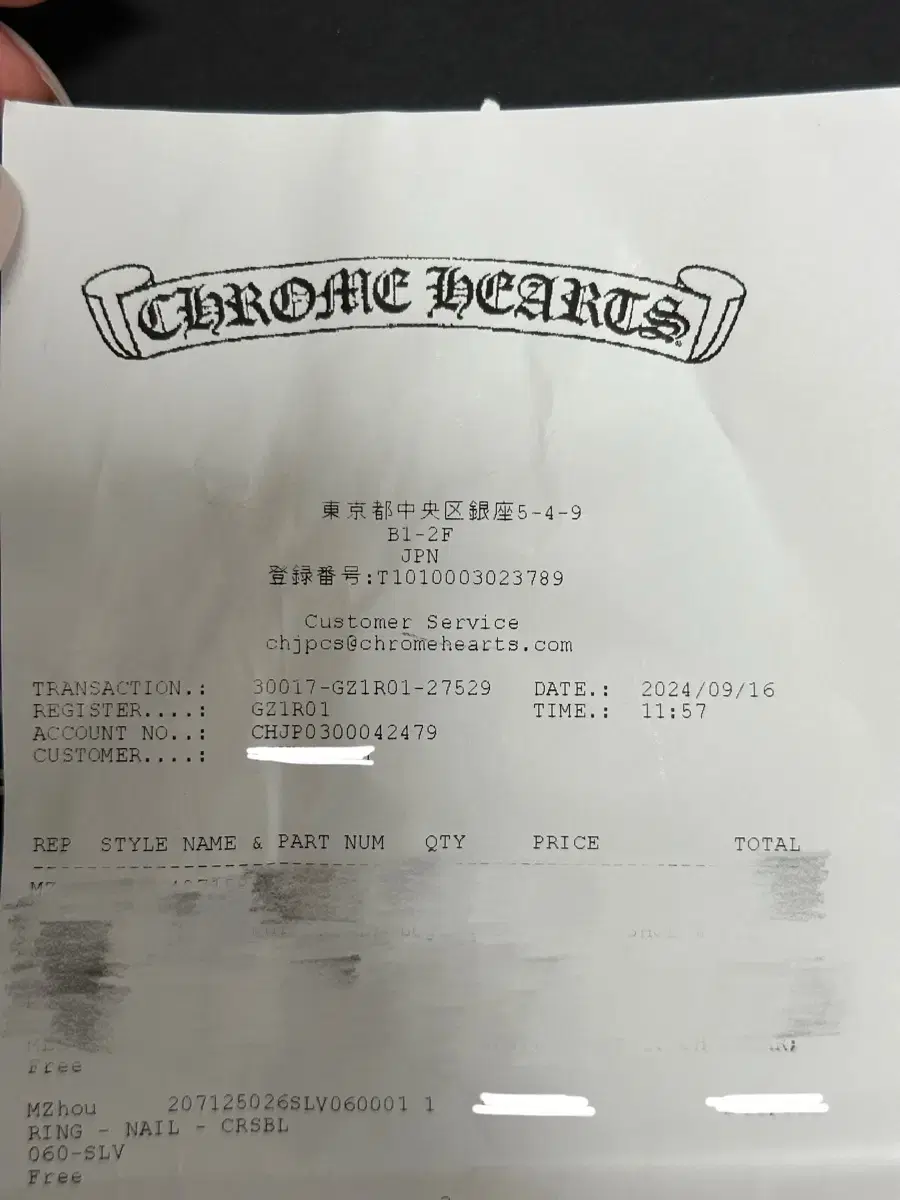 CHROME HEARTS
東京都中央区銀座5-4-9
B1-2F
JPN
登録番号:T1010003023789
Customer Service
chjpcs@chromehearts.com
TRANSACTION.: 30017-GZ1R01-27529 DATE.: 2024/09/16
REGISTER....: GZ1R01 TIME.: 11:57
ACCOUNT NO..: CHJP0300042479
CUSTOMER....:
REP STYLE NAME & PART NUM QTY PRICE TOTAL
Free
MZhou 207125026SLV060001 1
RING - NAIL - CRSBL
060-SLV
Free